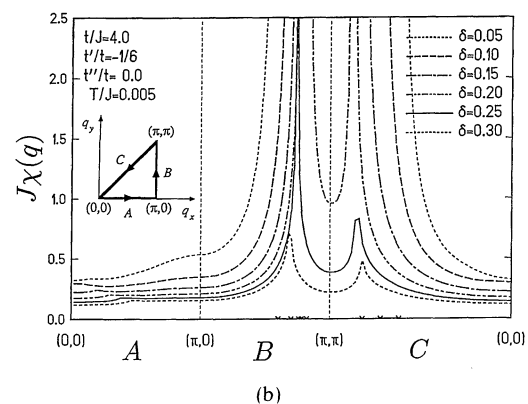 2.5
2.0
1.5
1.0
0.5
0.0
Jχ(q)
t/J=4.0
t'/t=-1/6
t''/t= 0.0
T/J=0.005
q_y
(π,π)
C
B
(0,0)
A
(π,0)
q_x
δ=0.05
δ=0.10
δ=0.15
δ=0.20
δ=0.25
δ=0.30
(0,0)
A
(π,0)
B
(π,π)
C
(0,0)
(b)